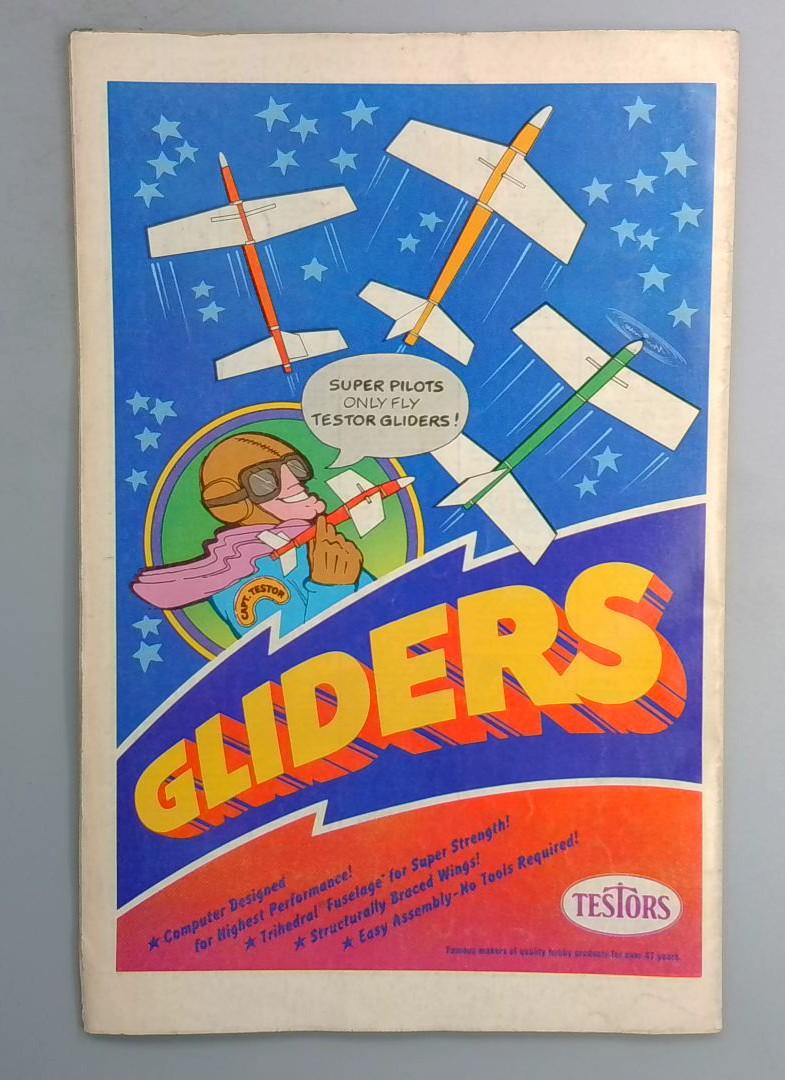 SUPER PILOTS
ONLY FLY
TESTOR GLIDERS!
CAPT. TESTOR
GLIDERS
★ Computer Designed
for Highest Performance!
★ Trihedral™ Fuselage for Super Strength!
★ Structurally Braced Wings!
★ Easy Assembly-No Tools Required!
TESTORS
Famous makers of quality hobby products for over 47 years.